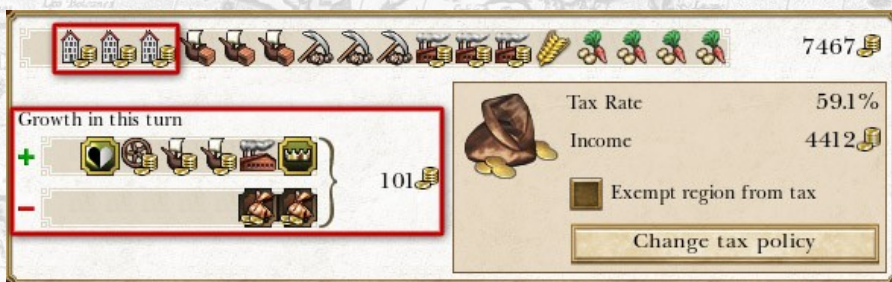 7467
Growth in this turn
Tax Rate 59.1%
Income 4412
101
Exempt region from tax
Change tax policy